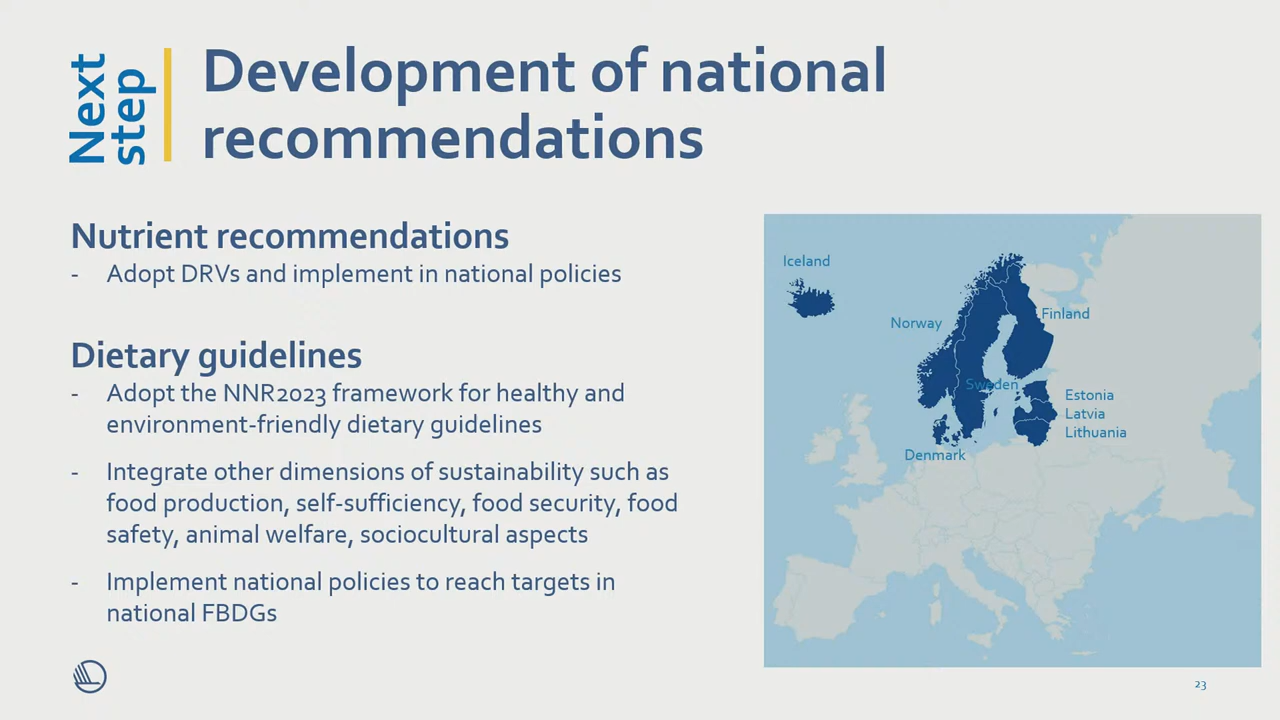 Next
step
Development of national
recommendations
Nutrient recommendations
- Adopt DRVs and implement in national policies
Dietary guidelines
- Adopt the NNR2023 framework for healthy and
environment-friendly dietary guidelines
- Integrate other dimensions of sustainability such as
food production, self-sufficiency, food security, food
safety, animal welfare, sociocultural aspects
- Implement national policies to reach targets in
national FBDGs
Iceland
Norway
Finland
Sweden
Estonia
Latvia
Lithuania
Denmark
23